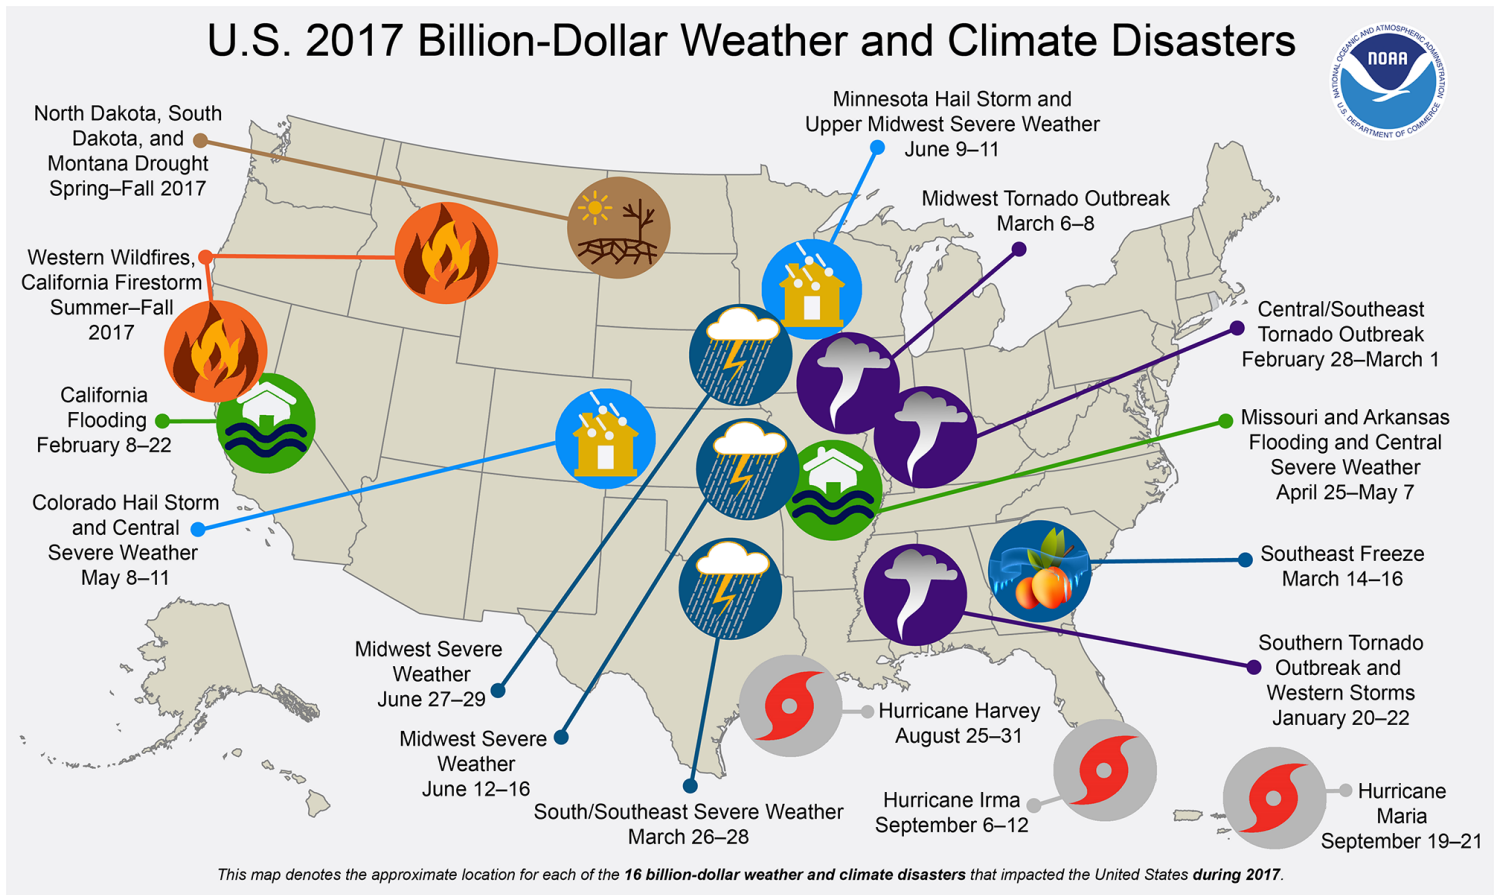 U.S. 2017 Billion-Dollar Weather and Climate Disasters
NATIONAL OCEANIC AND ATMOSPHERIC ADMINISTRATION
NOAA
U.S. DEPARTMENT OF COMMERCE
North Dakota, South
Dakota, and
Montana Drought
Spring–Fall 2017
Minnesota Hail Storm and
Upper Midwest Severe Weather
June 9–11
Midwest Tornado Outbreak
March 6–8
Western Wildfires,
California Firestorm
Summer–Fall
2017
Central/Southeast
Tornado Outbreak
February 28–March 1
California
Flooding
February 8–22
Missouri and Arkansas
Flooding and Central
Severe Weather
April 25–May 7
Colorado Hail Storm
and Central
Severe Weather
May 8–11
Southeast Freeze
March 14–16
Midwest Severe
Weather
June 27–29
Southern Tornado
Outbreak and
Western Storms
January 20–22
Midwest Severe
Weather
June 12–16
Hurricane Harvey
August 25–31
South/Southeast Severe Weather
March 26–28
Hurricane Irma
September 6–12
Hurricane
Maria
September 19–21
This map denotes the approximate location for each of the 16 billion-dollar weather and climate disasters that impacted the United States during 2017.